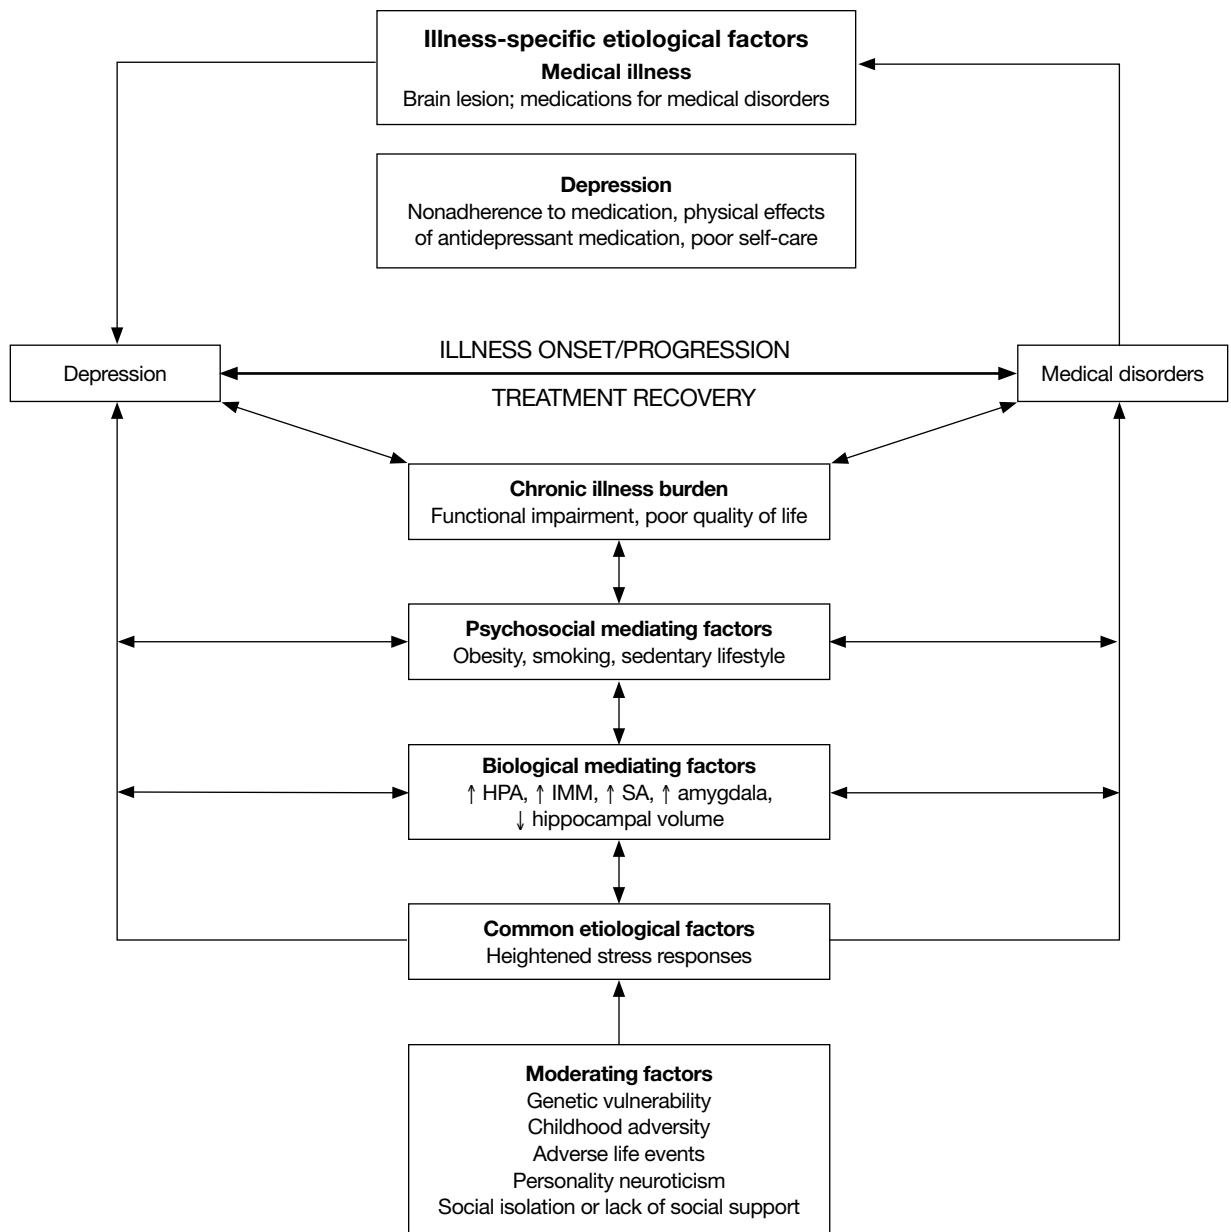 Illness-specific etiological factors
Medical illness
Brain lesion; medications for medical disorders
Depression
Nonadherence to medication, physical effects
of antidepressant medication, poor self-care
ILLNESS ONSET/PROGRESSION
Depression
Medical disorders
TREATMENT RECOVERY
Chronic illness burden
Functional impairment, poor quality of life
Psychosocial mediating factors
Obesity, smoking, sedentary lifestyle
Biological mediating factors
↑ HPA, ↑ IMM, ↑ SA, ↑ amygdala,
↓ hippocampal volume
Common etiological factors
Heightened stress responses
Moderating factors
Genetic vulnerability
Childhood adversity
Adverse life events
Personality neuroticism
Social isolation or lack of social support